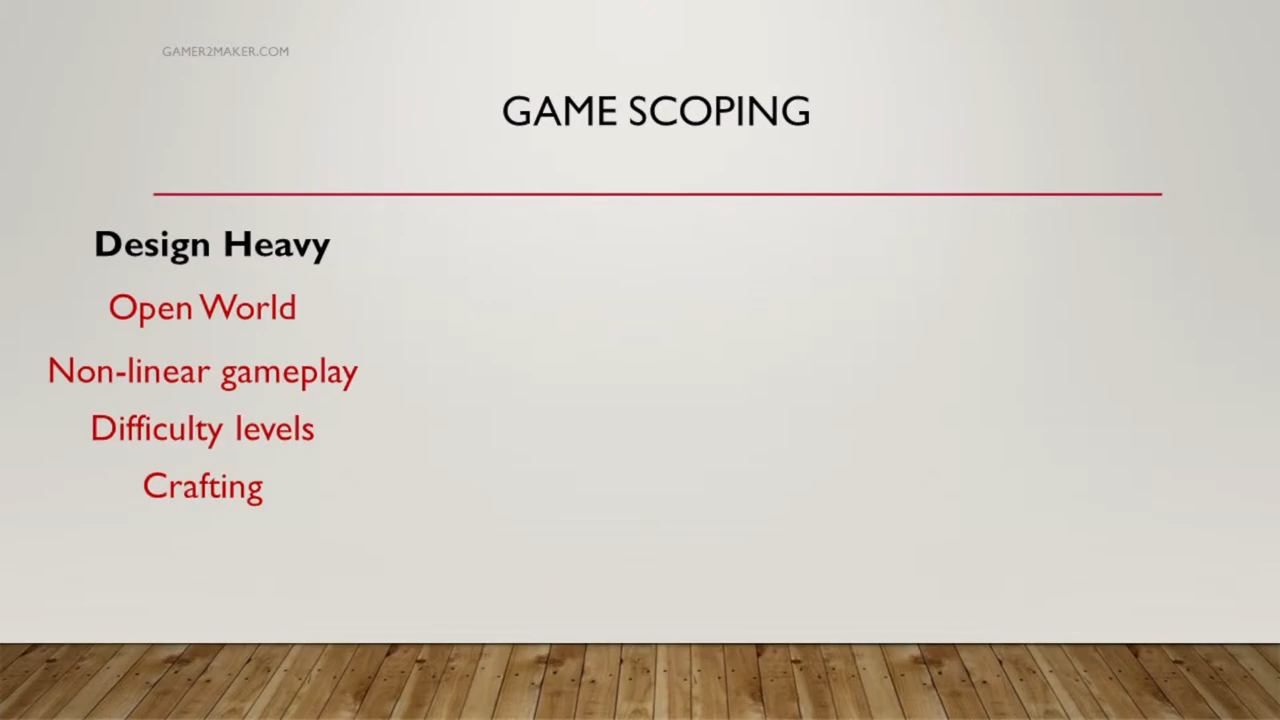 GAMER2MAKER.COM
GAME SCOPING
Design Heavy
Open World
Non-linear gameplay
Difficulty levels
Crafting